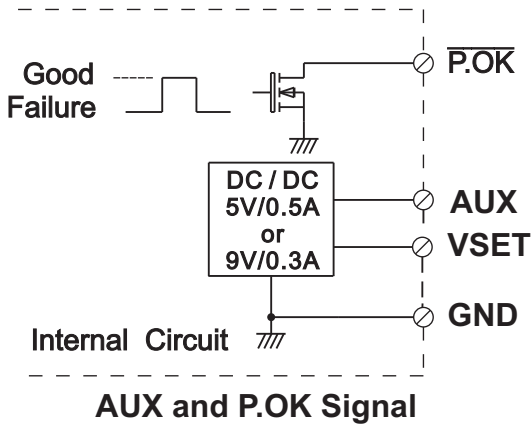 P.OK
Good
Failure
DC / DC
5V/0.5A
or
9V/0.3A
AUX
VSET
GND
Internal Circuit
AUX and P.OK Signal